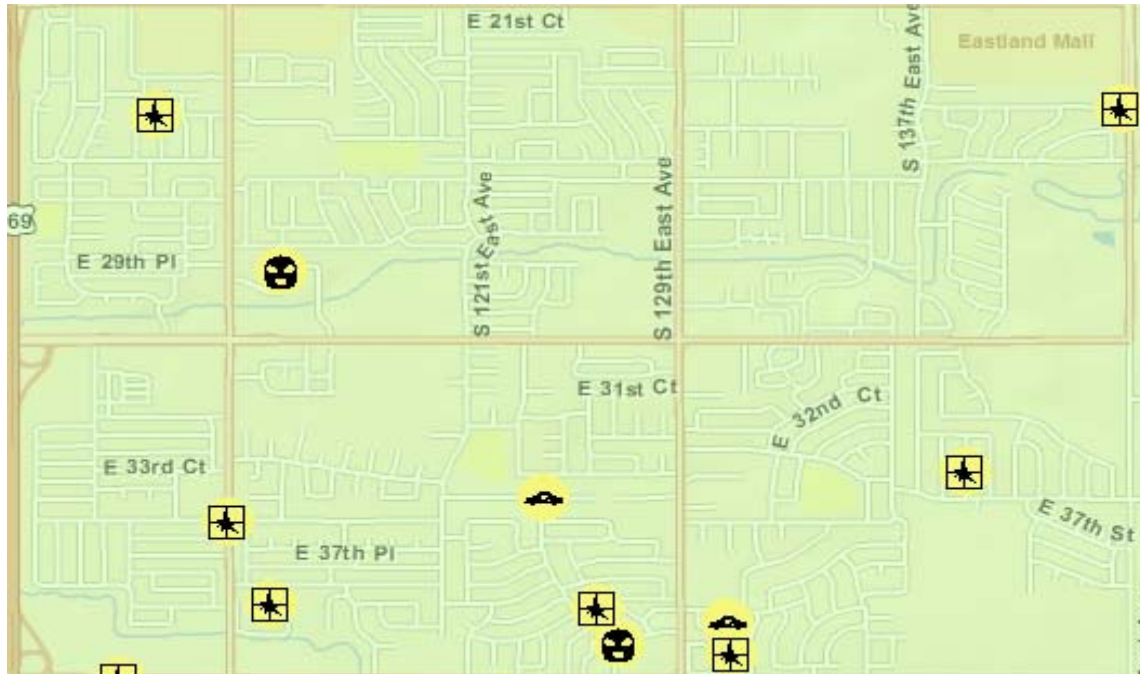 E 21st Ct
Eastland Mall
S 137th East Ave
69
E 29th Pl
S 121st East Ave
S 129th East Ave
E 31st Ct
E 32nd Ct
E 33rd Ct
E 37th St
E 37th Pl